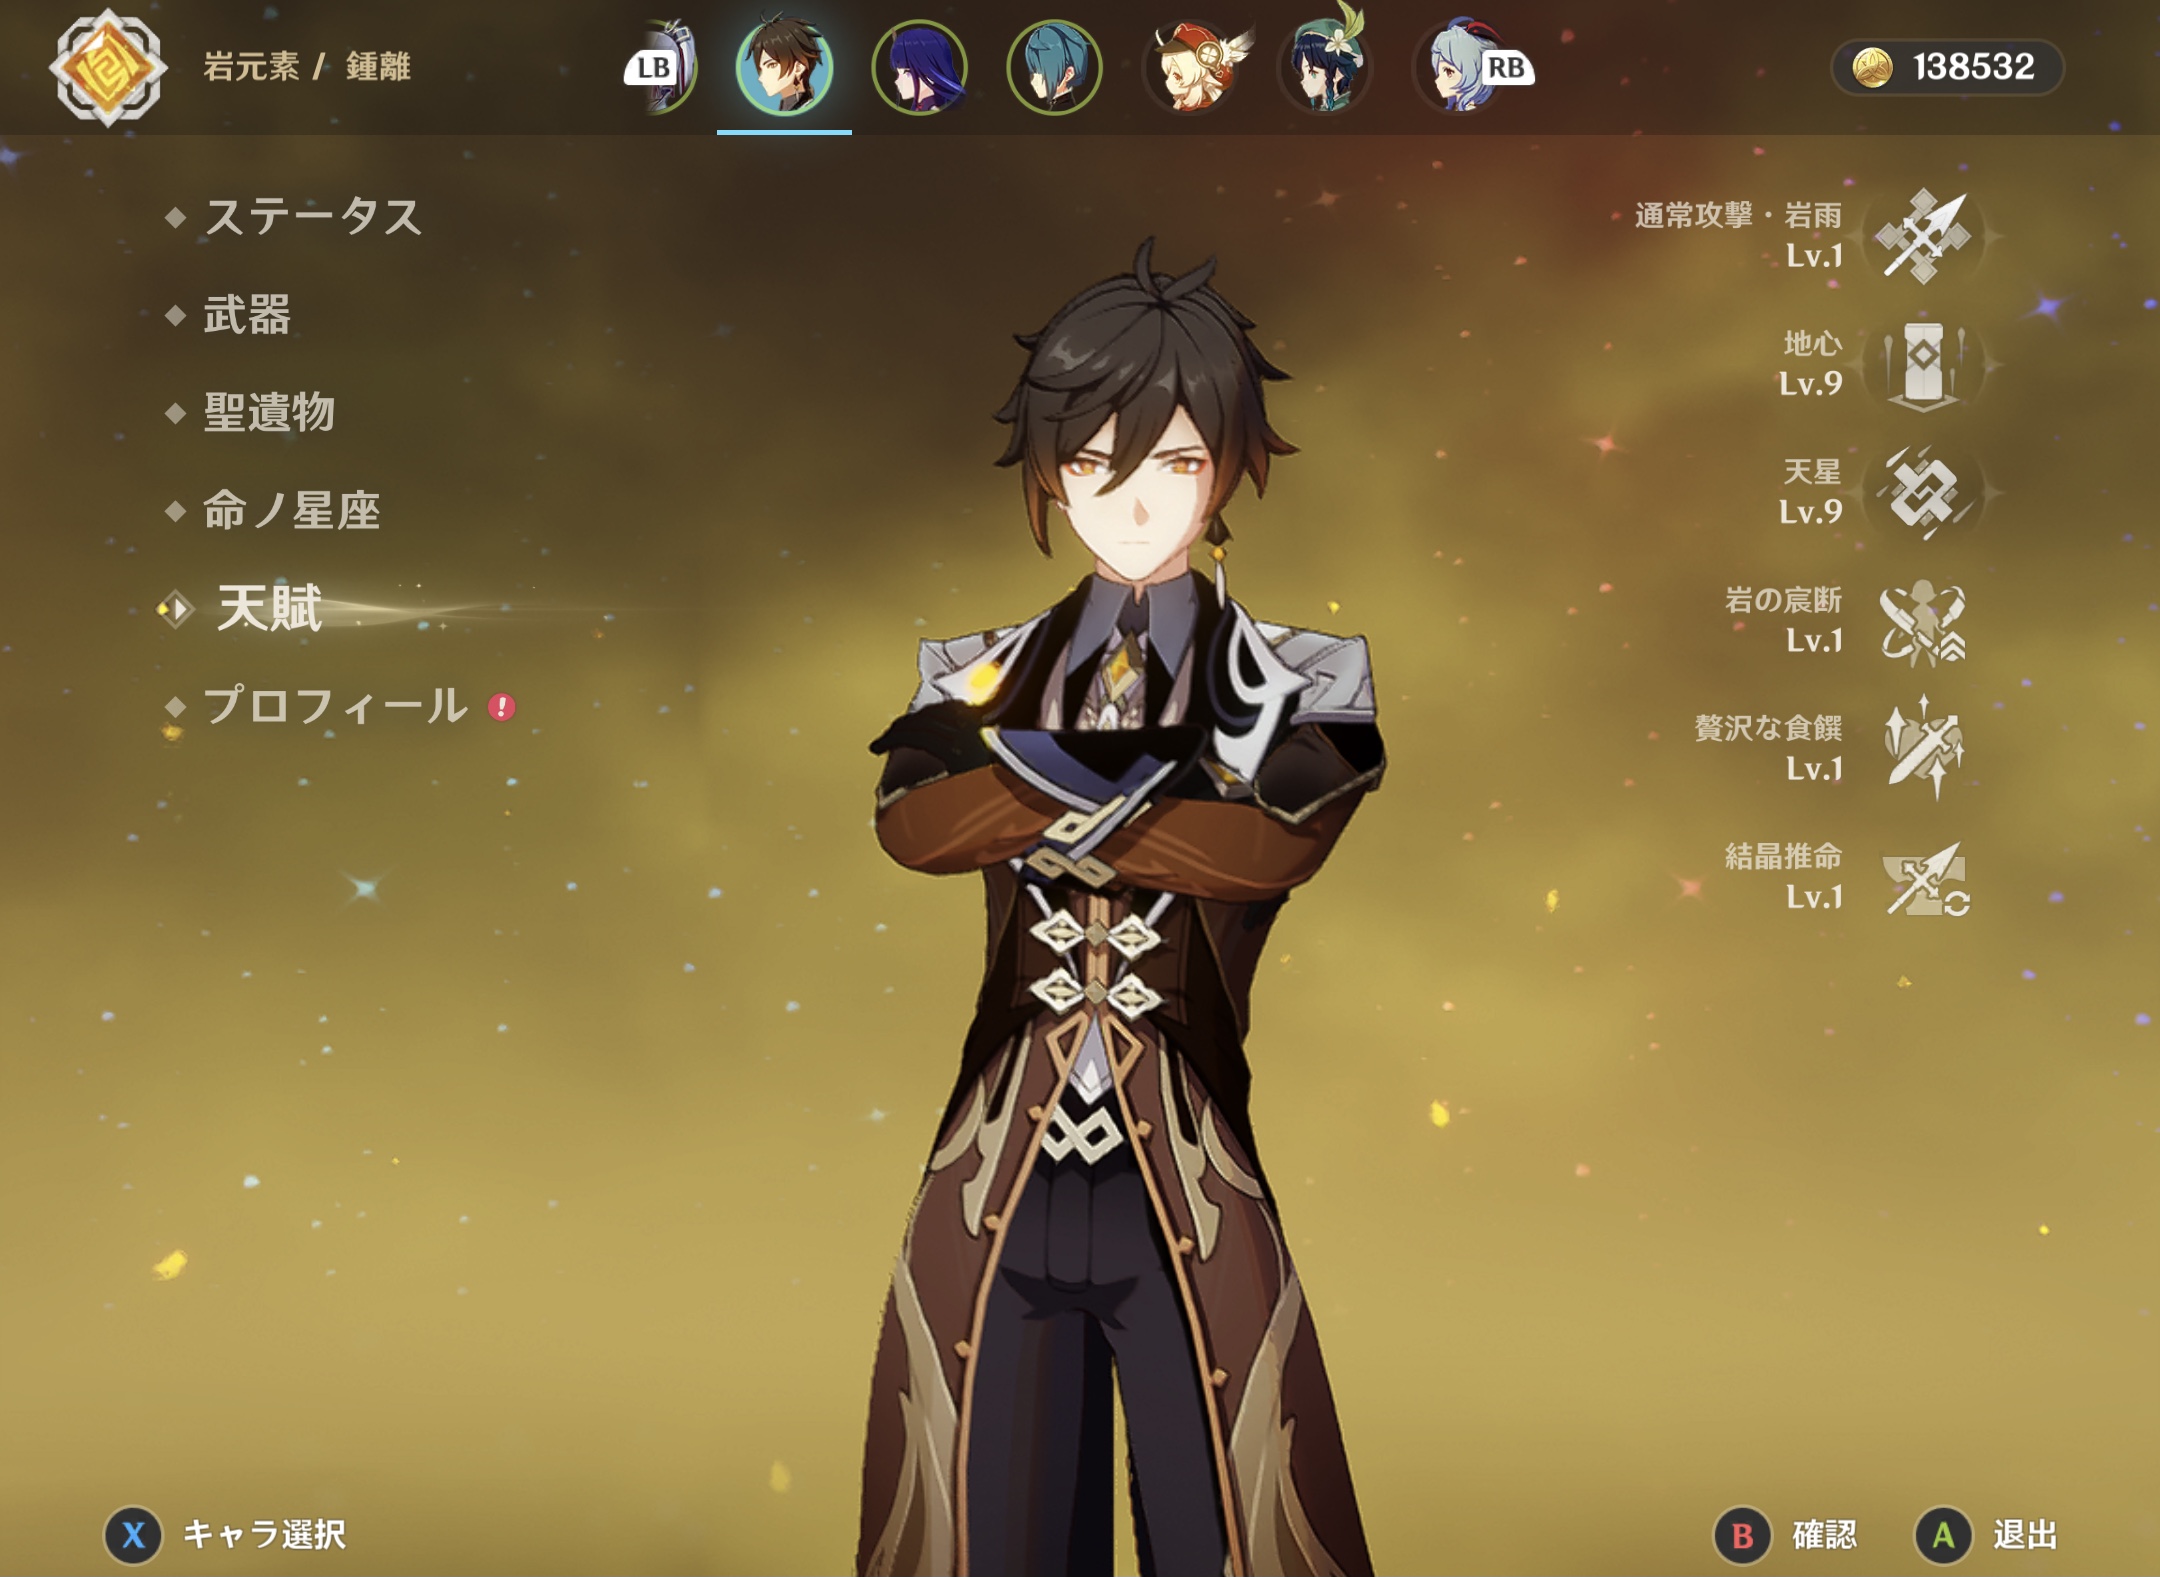 岩元素 / 鍾離
LB
RB
138532
ステータス
武器
聖遺物
命ノ星座
天賦
プロフィール
!
通常攻撃・岩雨
Lv.1
地心
Lv.9
天星
Lv.9
岩の宸断
Lv.1
贅沢な食饌
Lv.1
結晶推命
Lv.1
X キャラ選択
B 確認
A 退出